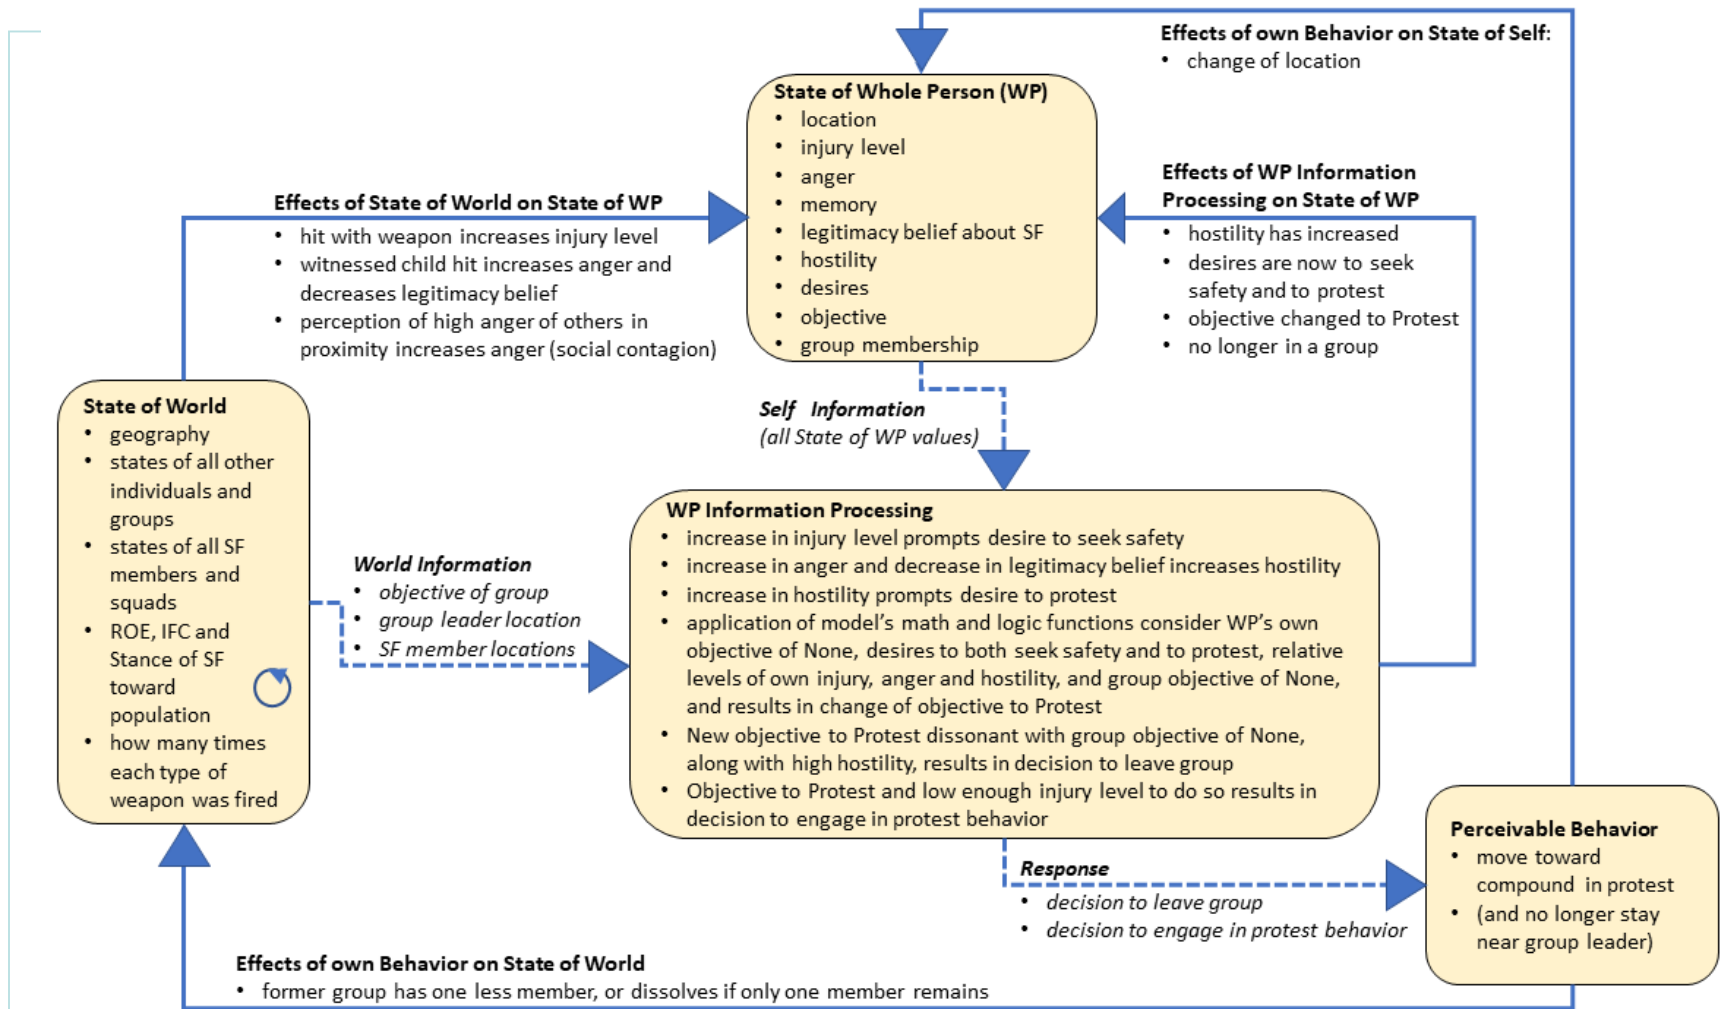 Effects of own Behavior on State of Self:
• change of location
State of Whole Person (WP)
• location
• injury level
• anger
• memory
• legitimacy belief about SF
• hostility
• desires
• objective
• group membership
Effects of WP Information
Processing on State of WP
• hostility has increased
• desires are now to seek
safety and to protest
• objective changed to Protest
• no longer in a group
Effects of State of World on State of WP
• hit with weapon increases injury level
• witnessed child hit increases anger and
decreases legitimacy belief
• perception of high anger of others in
proximity increases anger (social contagion)
State of World
• geography
• states of all other
individuals and
groups
• states of all SF
members and
squads
• ROE, IFC and
Stance of SF
toward
population
• how many times
each type of
weapon was fired
Self Information
(all State of WP values)
World Information
• objective of group
• group leader location
• SF member locations
WP Information Processing
• increase in injury level prompts desire to seek safety
• increase in anger and decrease in legitimacy belief increases hostility
• increase in hostility prompts desire to protest
• application of model's math and logic functions consider WP's own
objective of None, desires to both seek safety and to protest, relative
levels of own injury, anger and hostility, and group objective of None,
and results in change of objective to Protest
• New objective to Protest dissonant with group objective of None,
along with high hostility, results in decision to leave group
• Objective to Protest and low enough injury level to do so results in
decision to engage in protest behavior
Response
• decision to leave group
• decision to engage in protest behavior
Perceivable Behavior
• move toward
compound in protest
• (and no longer stay
near group leader)
Effects of own Behavior on State of World
• former group has one less member, or dissolves if only one member remains